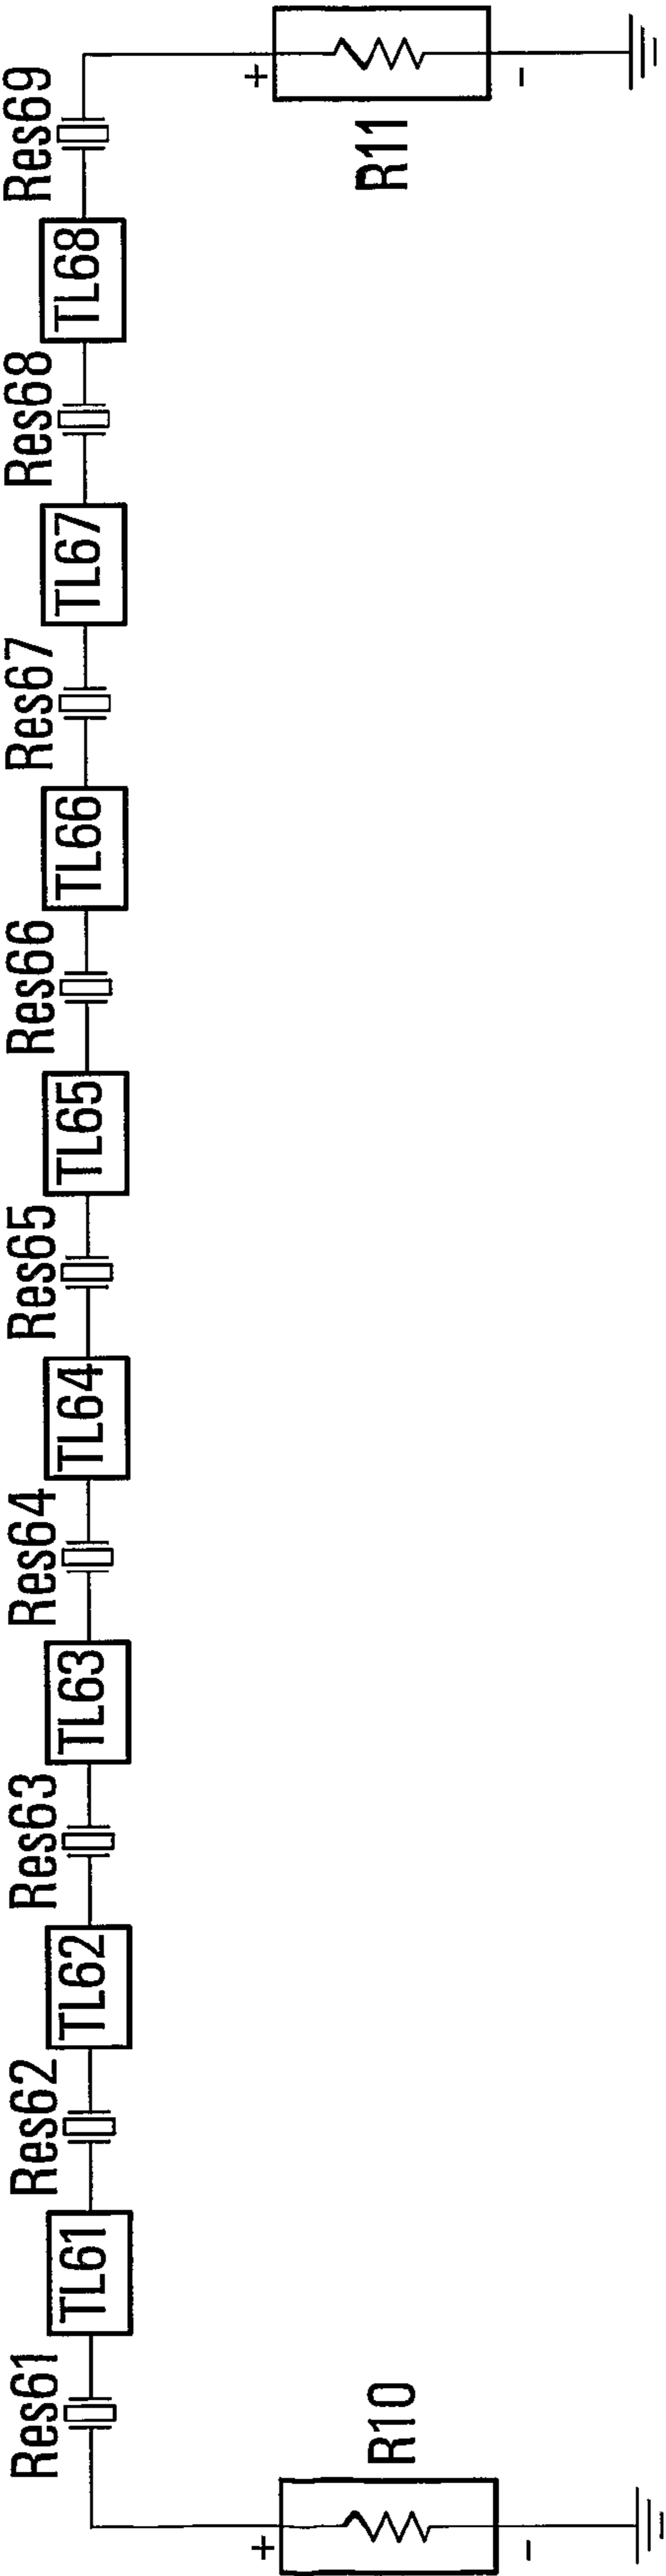 Res61
TL61
Res62
TL62
Res63
TL63
Res64
TL64
Res65
TL65
Res66
TL66
Res67
TL67
Res68
TL68
Res69
+
R10
-
+
R11
-